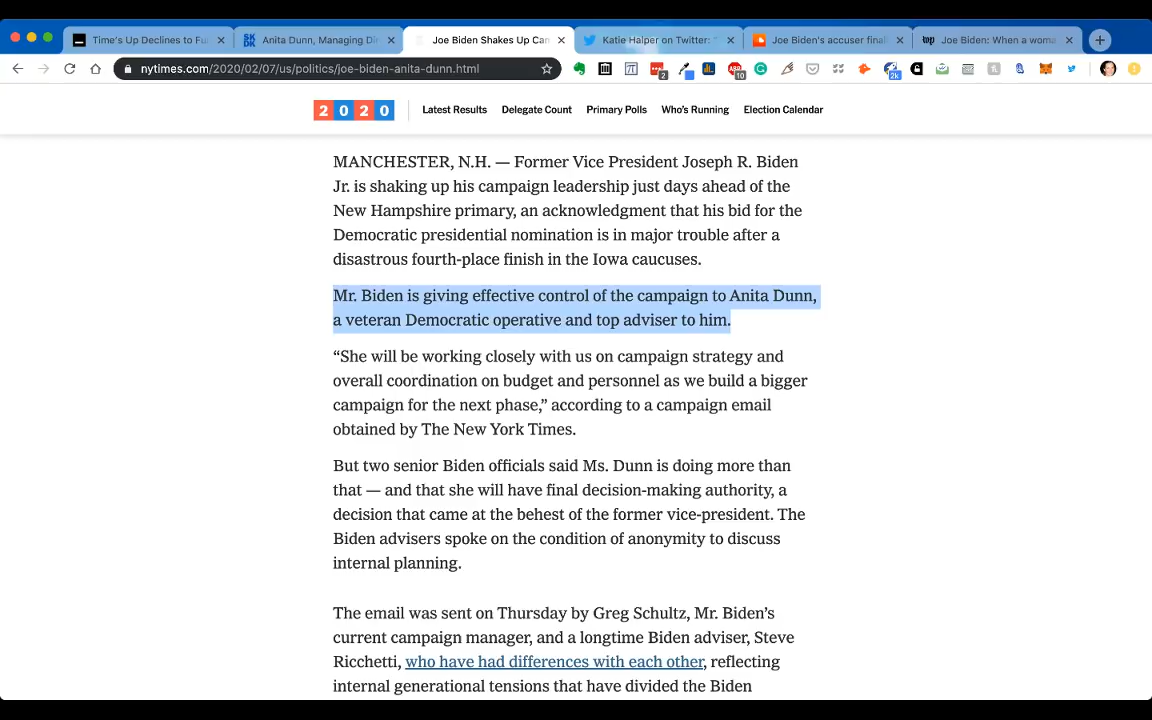 Time's Up Declines to Fu
Anita Dunn, Managing Di
Joe Biden Shakes Up Can
Katie Halper on Twitter: "
Joe Biden's accuser final
Joe Biden: When a woma
nytimes.com/2020/02/07/us/politics/joe-biden-anita-dunn.html
2020 Latest Results Delegate Count Primary Polls Who's Running Election Calendar
MANCHESTER, N.H. — Former Vice President Joseph R. Biden
Jr. is shaking up his campaign leadership just days ahead of the
New Hampshire primary, an acknowledgment that his bid for the
Democratic presidential nomination is in major trouble after a
disastrous fourth-place finish in the Iowa caucuses.
Mr. Biden is giving effective control of the campaign to Anita Dunn,
a veteran Democratic operative and top adviser to him.
“She will be working closely with us on campaign strategy and
overall coordination on budget and personnel as we build a bigger
campaign for the next phase,” according to a campaign email
obtained by The New York Times.
But two senior Biden officials said Ms. Dunn is doing more than
that — and that she will have final decision-making authority, a
decision that came at the behest of the former vice-president. The
Biden advisers spoke on the condition of anonymity to discuss
internal planning.
The email was sent on Thursday by Greg Schultz, Mr. Biden’s
current campaign manager, and a longtime Biden adviser, Steve
Ricchetti, who have had differences with each other, reflecting
internal generational tensions that have divided the Biden